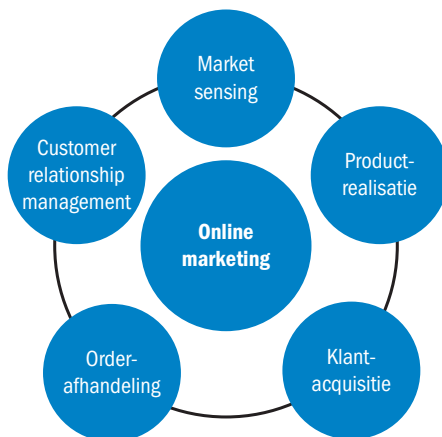 Market
sensing
Product-
realisatie
Klant-
acquisitie
Order-
afhandeling
Customer
relationship
management
Online
marketing